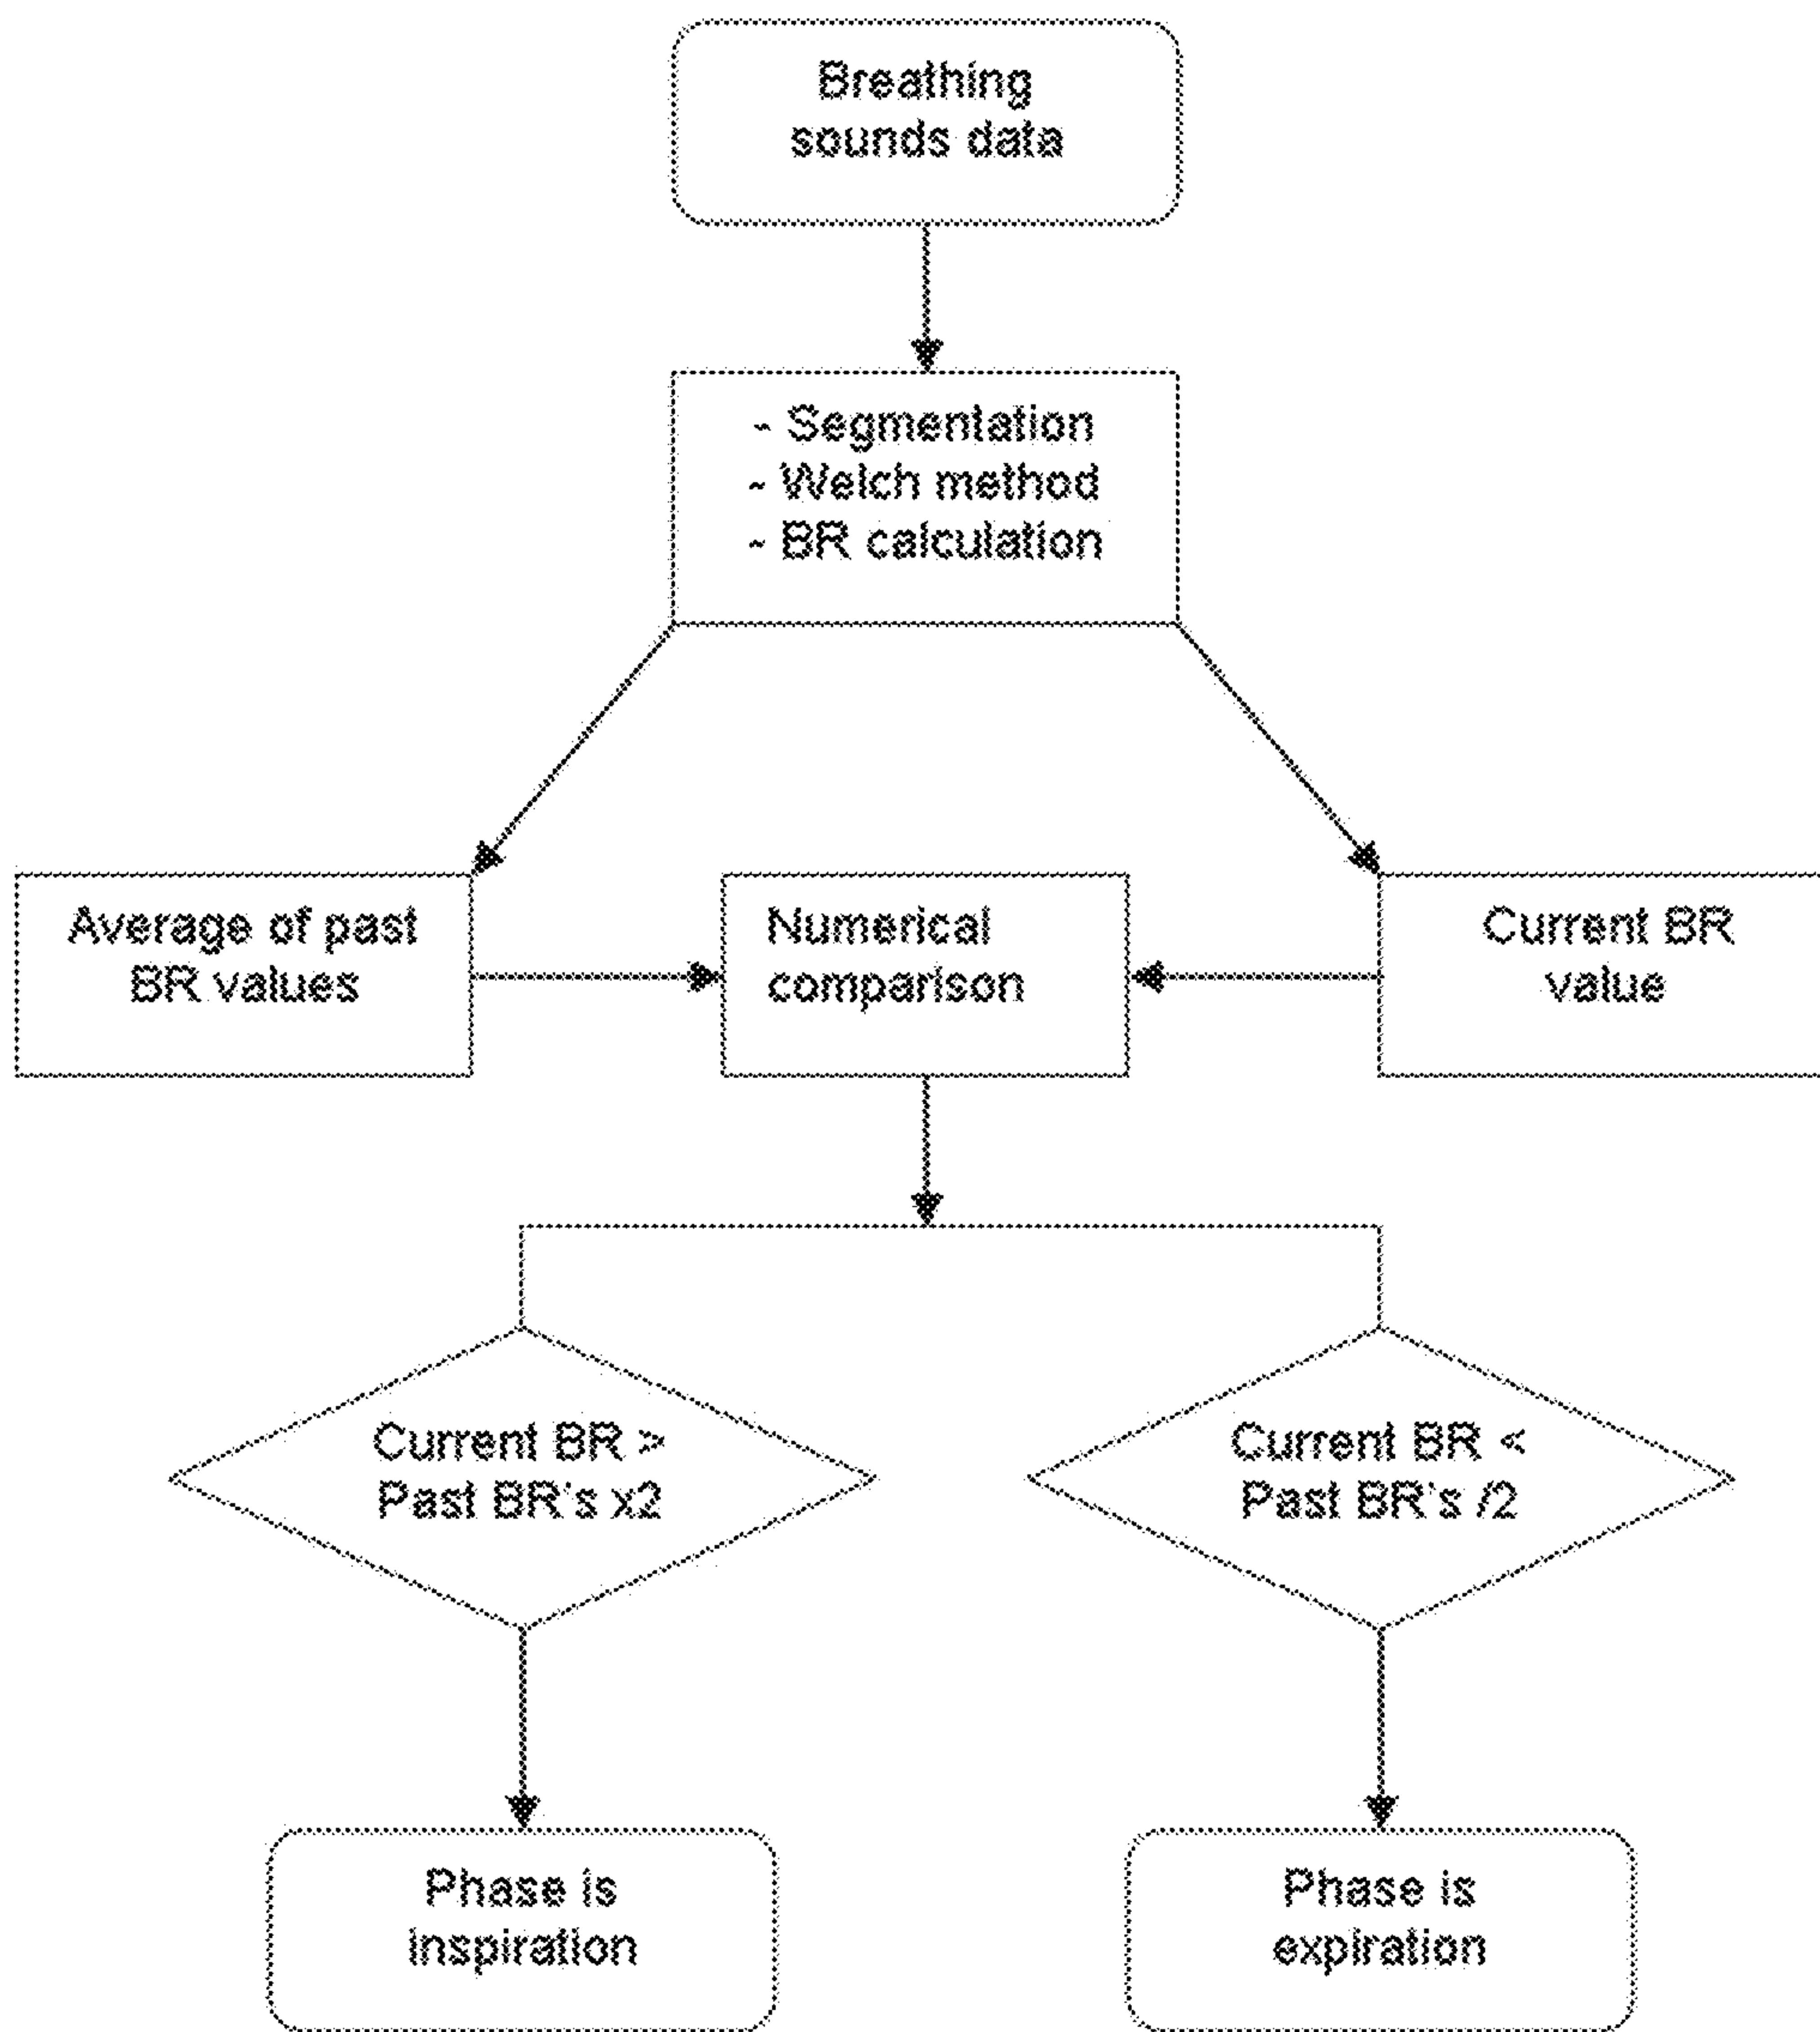 Breathing
sounds data
- Segmentation
- Welch method
- BR calculation
Average of past
BR values
Numerical
comparison
Current BR
value
Current BR >
Past BR's x2
Current BR <
Past BR's /2
Phase is
inspiration
Phase is
expiration